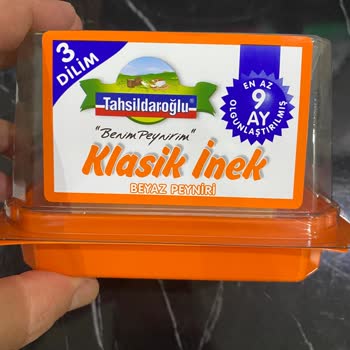 3
DİLİM
Tahsildaroğlu®
"Benim Peynirim"
Klasik İnek
BEYAZ PEYNİRİ
EN AZ
9
AY
OLGUNLAŞTIRILMIŞ